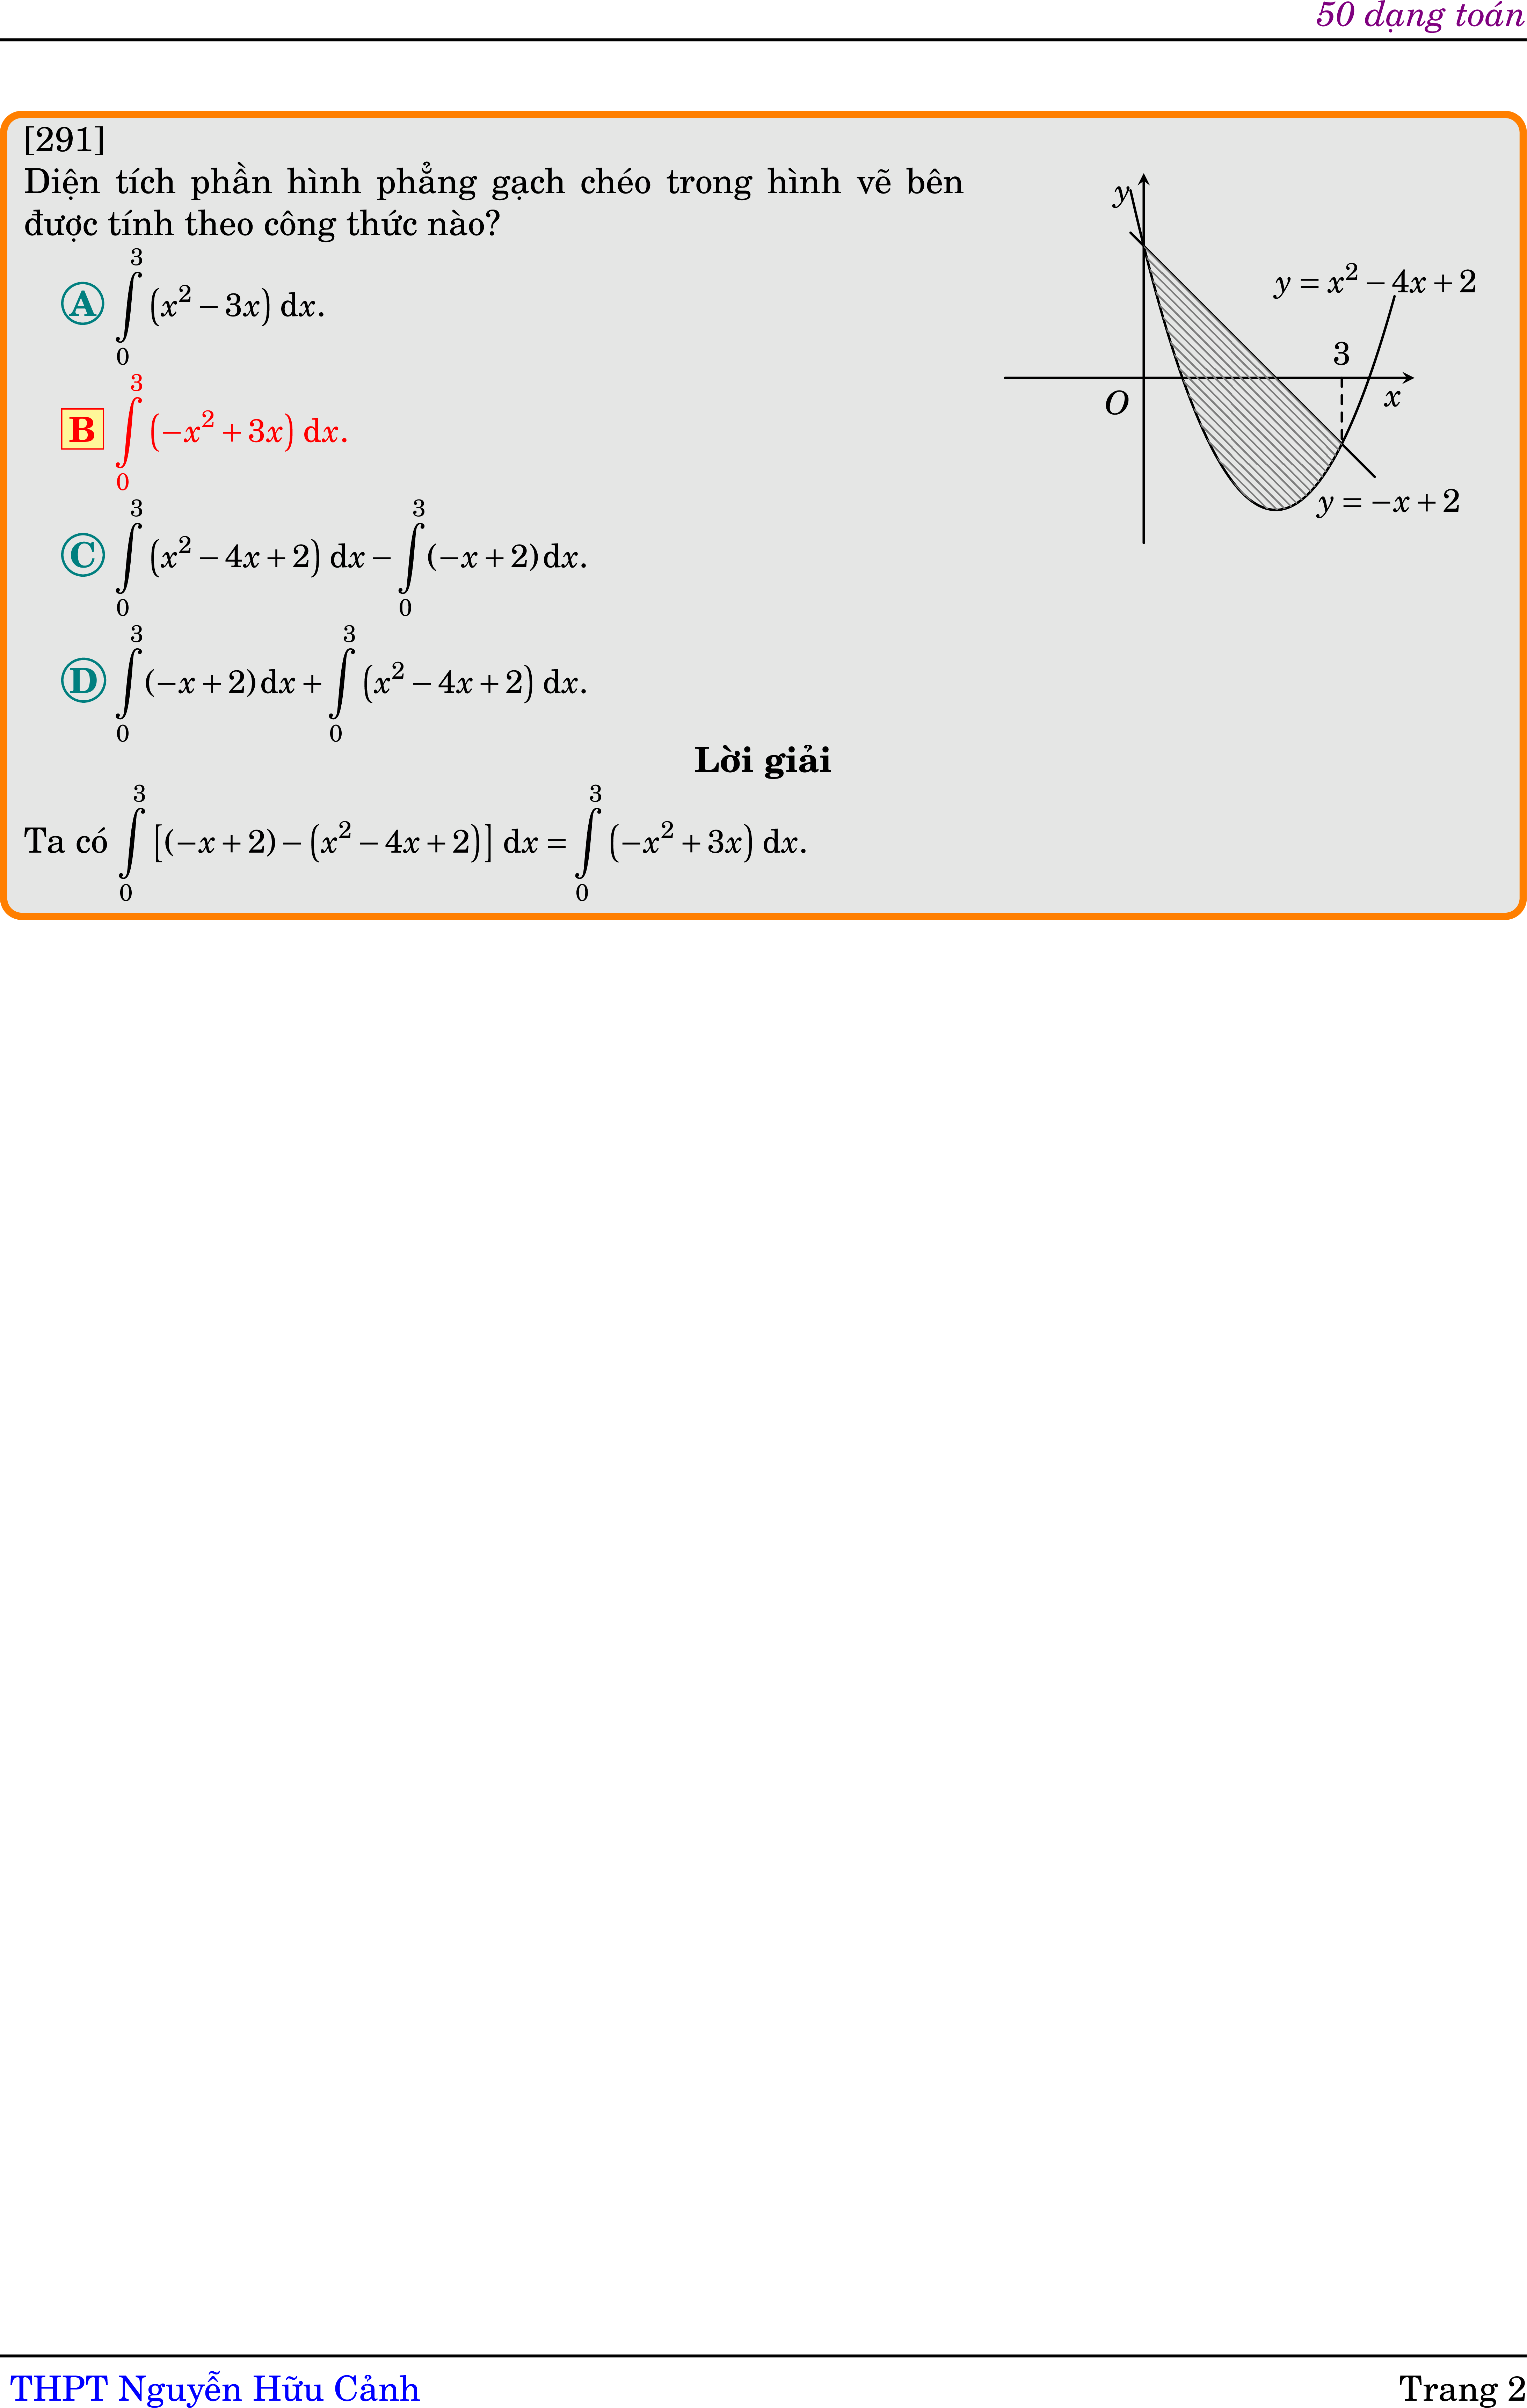 50 dạng toán
[291]
Diện tích phần hình phẳng gạch chéo trong hình vẽ bên
được tính theo công thức nào?
A ∫₀³ (x² − 3x) dx.
B ∫₀³ (−x² + 3x) dx.
C ∫₀³ (x² − 4x + 2) dx − ∫₀³ (−x + 2) dx.
D ∫₀³ (−x + 2) dx + ∫₀³ (x² − 4x + 2) dx.
y
y = x² − 4x + 2
3
O
x
y = −x + 2
Lời giải
Ta có ∫₀³ [(−x + 2) − (x² − 4x + 2)] dx = ∫₀³ (−x² + 3x) dx.
THPT Nguyễn Hữu Cảnh
Trang 2